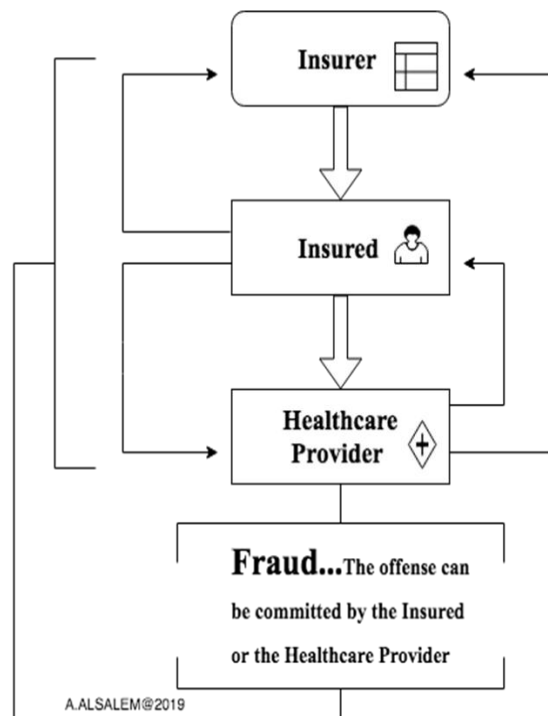 Insurer
Insured
Healthcare
Provider
Fraud...The offense can
be committed by the Insured
or the Healthcare Provider
A.ALSALEM@2019